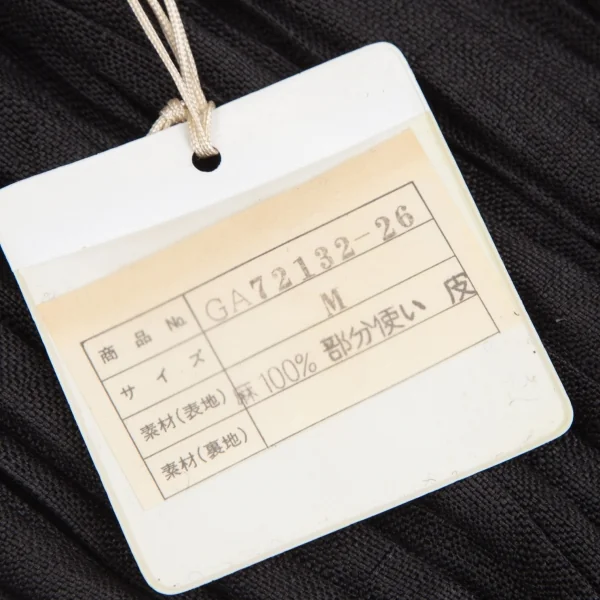 商品No. GA72132-26
サイズ M
素材(表地) 麻100% 部分使い 皮
素材(裏地)